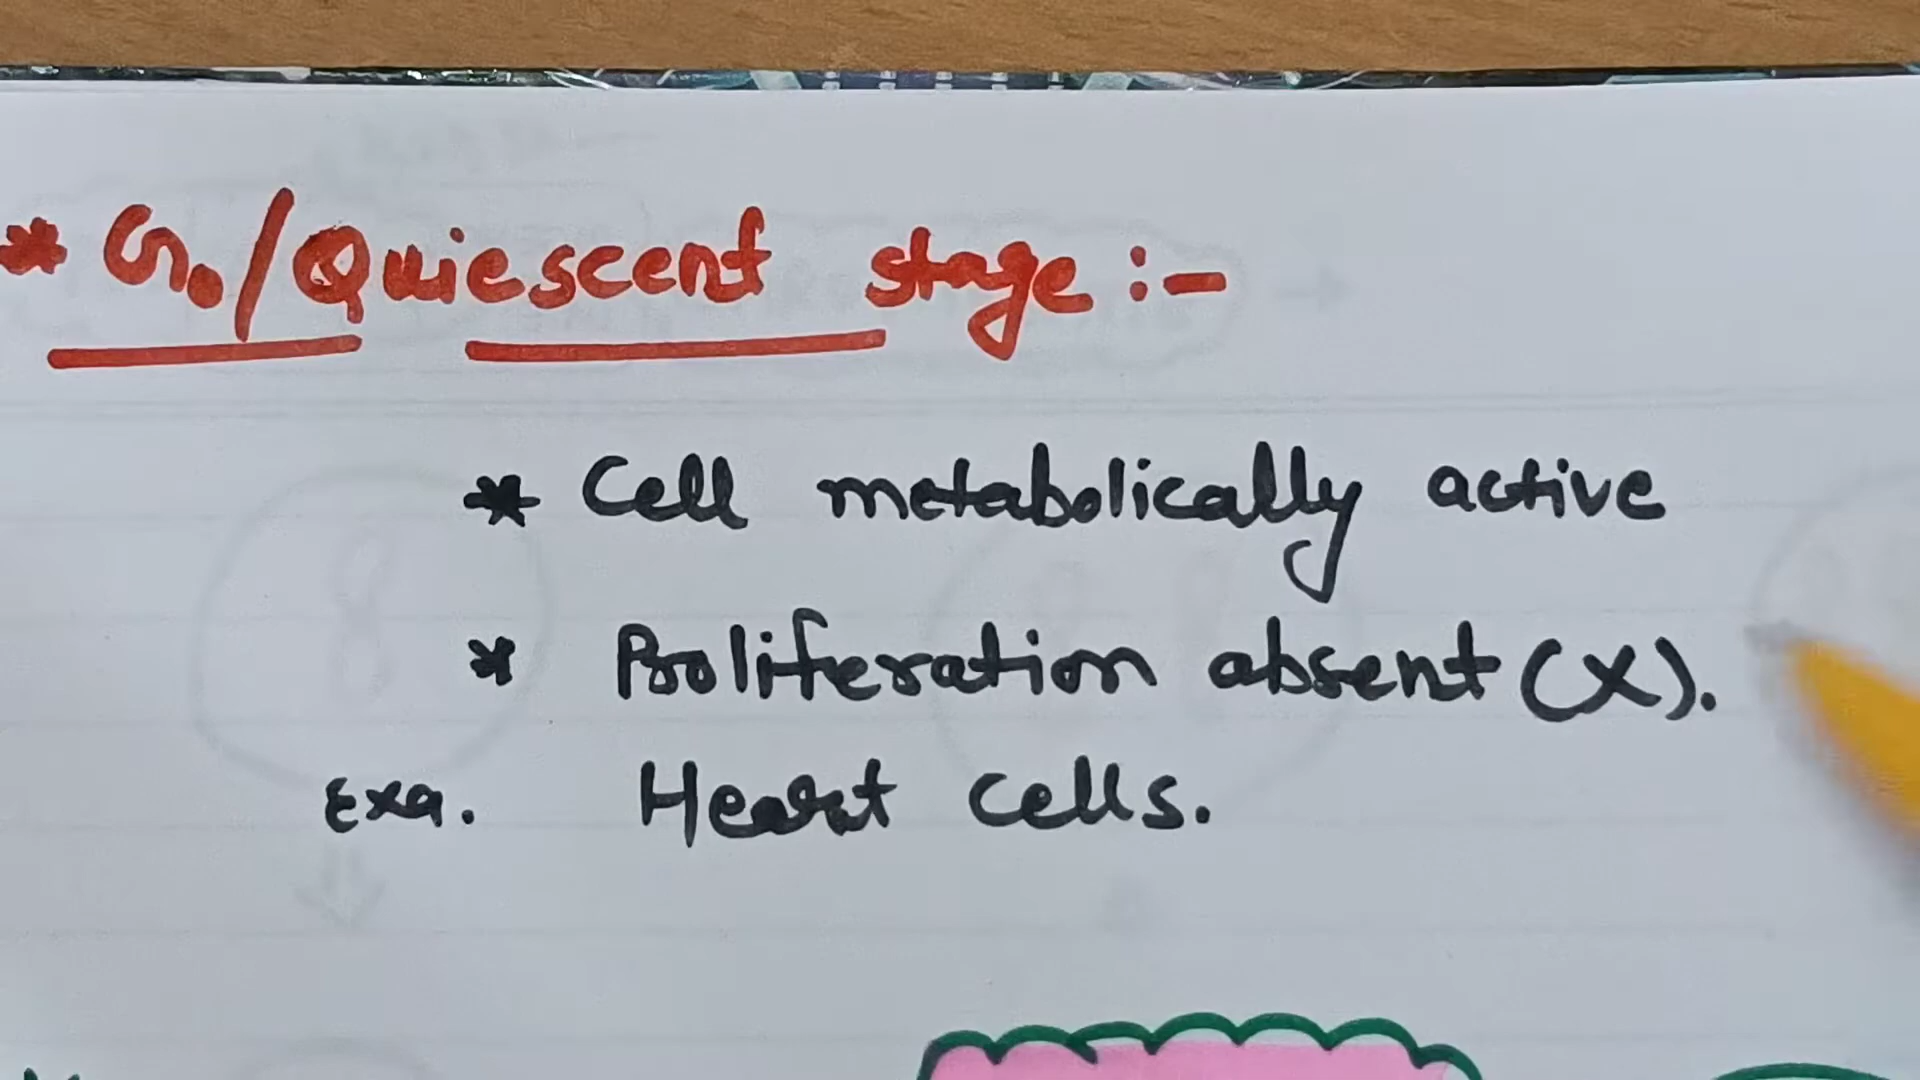 * G₀/Quiescent stage :-
* Cell metabolically active
* Proliferation absent (X).
Exa. Heart cells.